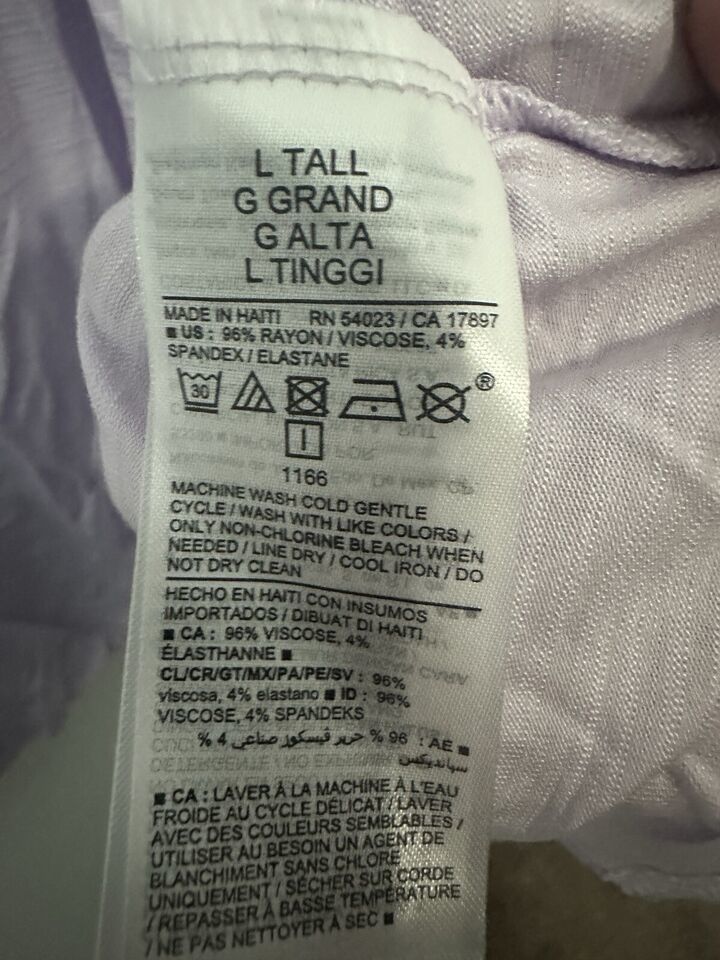 L TALL
G GRAND
G ALTA
L TINGGI
MADE IN HAITI RN 54023 / CA 17897
■ US : 96% RAYON / VISCOSE, 4%
SPANDEX / ELASTANE
30
®
1166
MACHINE WASH COLD GENTLE
CYCLE / WASH WITH LIKE COLORS /
ONLY NON-CHLORINE BLEACH WHEN
NEEDED / LINE DRY / COOL IRON / DO
NOT DRY CLEAN
HECHO EN HAITI CON INSUMOS
IMPORTADOS / DIBUAT DI HAITI
■ CA : 96% VISCOSE, 4%
ÉLASTHANNE ■
CL/CR/GT/MX/PA/PE/SV : 96%
viscosa, 4% elastano ■ ID : 96%
VISCOSE, 4% SPANDEKS
■ AE : 96 % حرير ڤيسكوز صناعي 4 %
سباندیکس
■ CA : LAVER À LA MACHINE À L'EAU
FROIDE AU CYCLE DÉLICAT / LAVER
AVEC DES COULEURS SEMBLABLES /
UTILISER AU BESOIN UN AGENT DE
BLANCHIMENT SANS CHLORE
UNIQUEMENT / SÉCHER SUR CORDE
/ REPASSER À BASSE TEMPÉRATURE
/ NE PAS NETTOYER À SEC ■